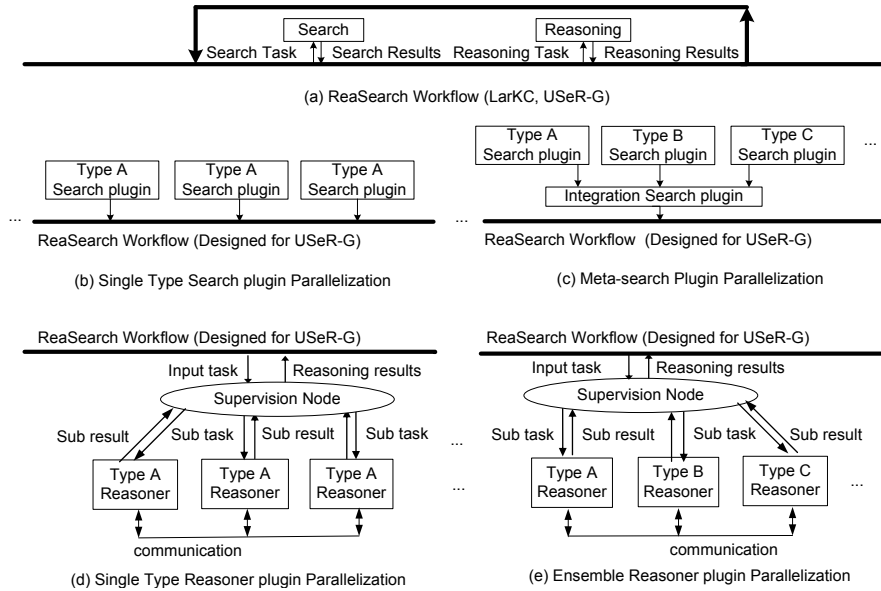 Search
Reasoning
Search Task
Search Results
Reasoning Task
Reasoning Results
(a) ReaSearch Workflow (LarKC, USeR-G)
Type A
Search plugin
Type A
Search plugin
Type A
Search plugin
...
ReaSearch Workflow (Designed for USeR-G)
(b) Single Type Search plugin Parallelization
Type A
Search plugin
Type B
Search plugin
Type C
Search plugin
...
Integration Search plugin
...
ReaSearch Workflow (Designed for USeR-G)
(c) Meta-search Plugin Parallelization
ReaSearch Workflow (Designed for USeR-G)
Input task
Reasoning results
Supervision Node
Sub result
Sub task
Sub result
Sub task
...
Type A
Reasoner
Type A
Reasoner
Type A
Reasoner
...
communication
(d) Single Type Reasoner plugin Parallelization
ReaSearch Workflow (Designed for USeR-G)
Input task
Reasoning results
Supervision Node
Sub task
Sub result
Sub task
Sub result
Type A
Reasoner
Type B
Reasoner
Type C
Reasoner
...
communication
(e) Ensemble Reasoner plugin Parallelization